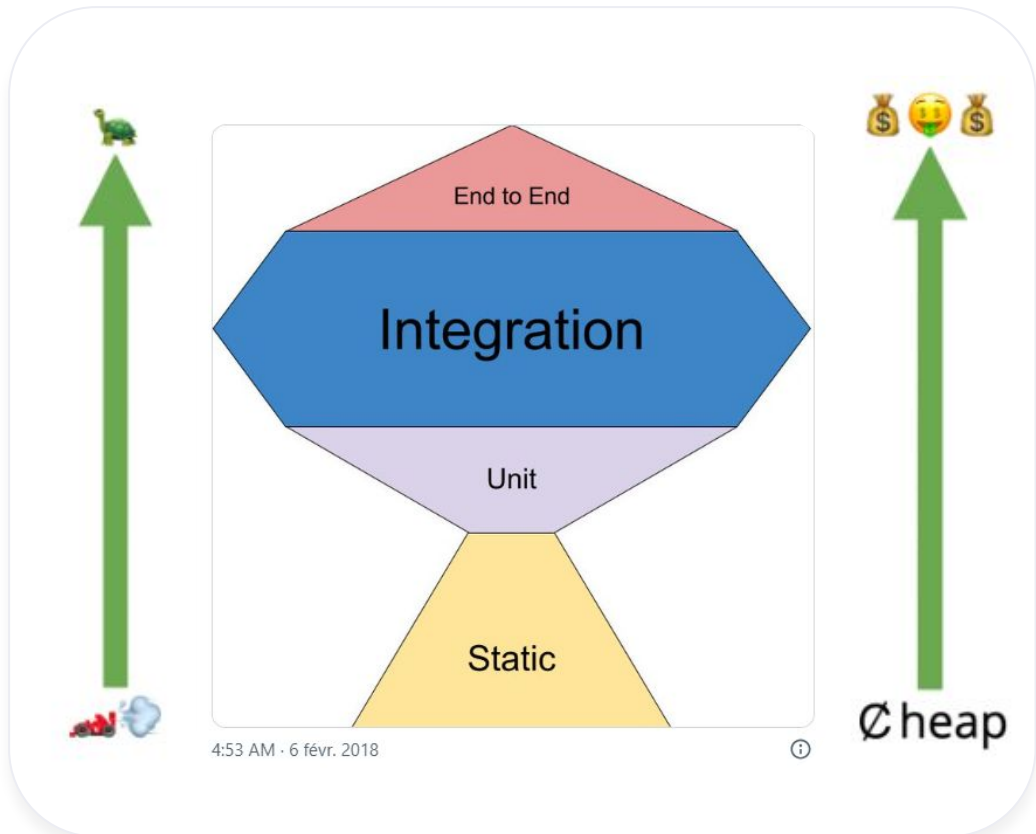 End to End
Integration
Unit
Static
4:53 AM · 6 févr. 2018
₵heap